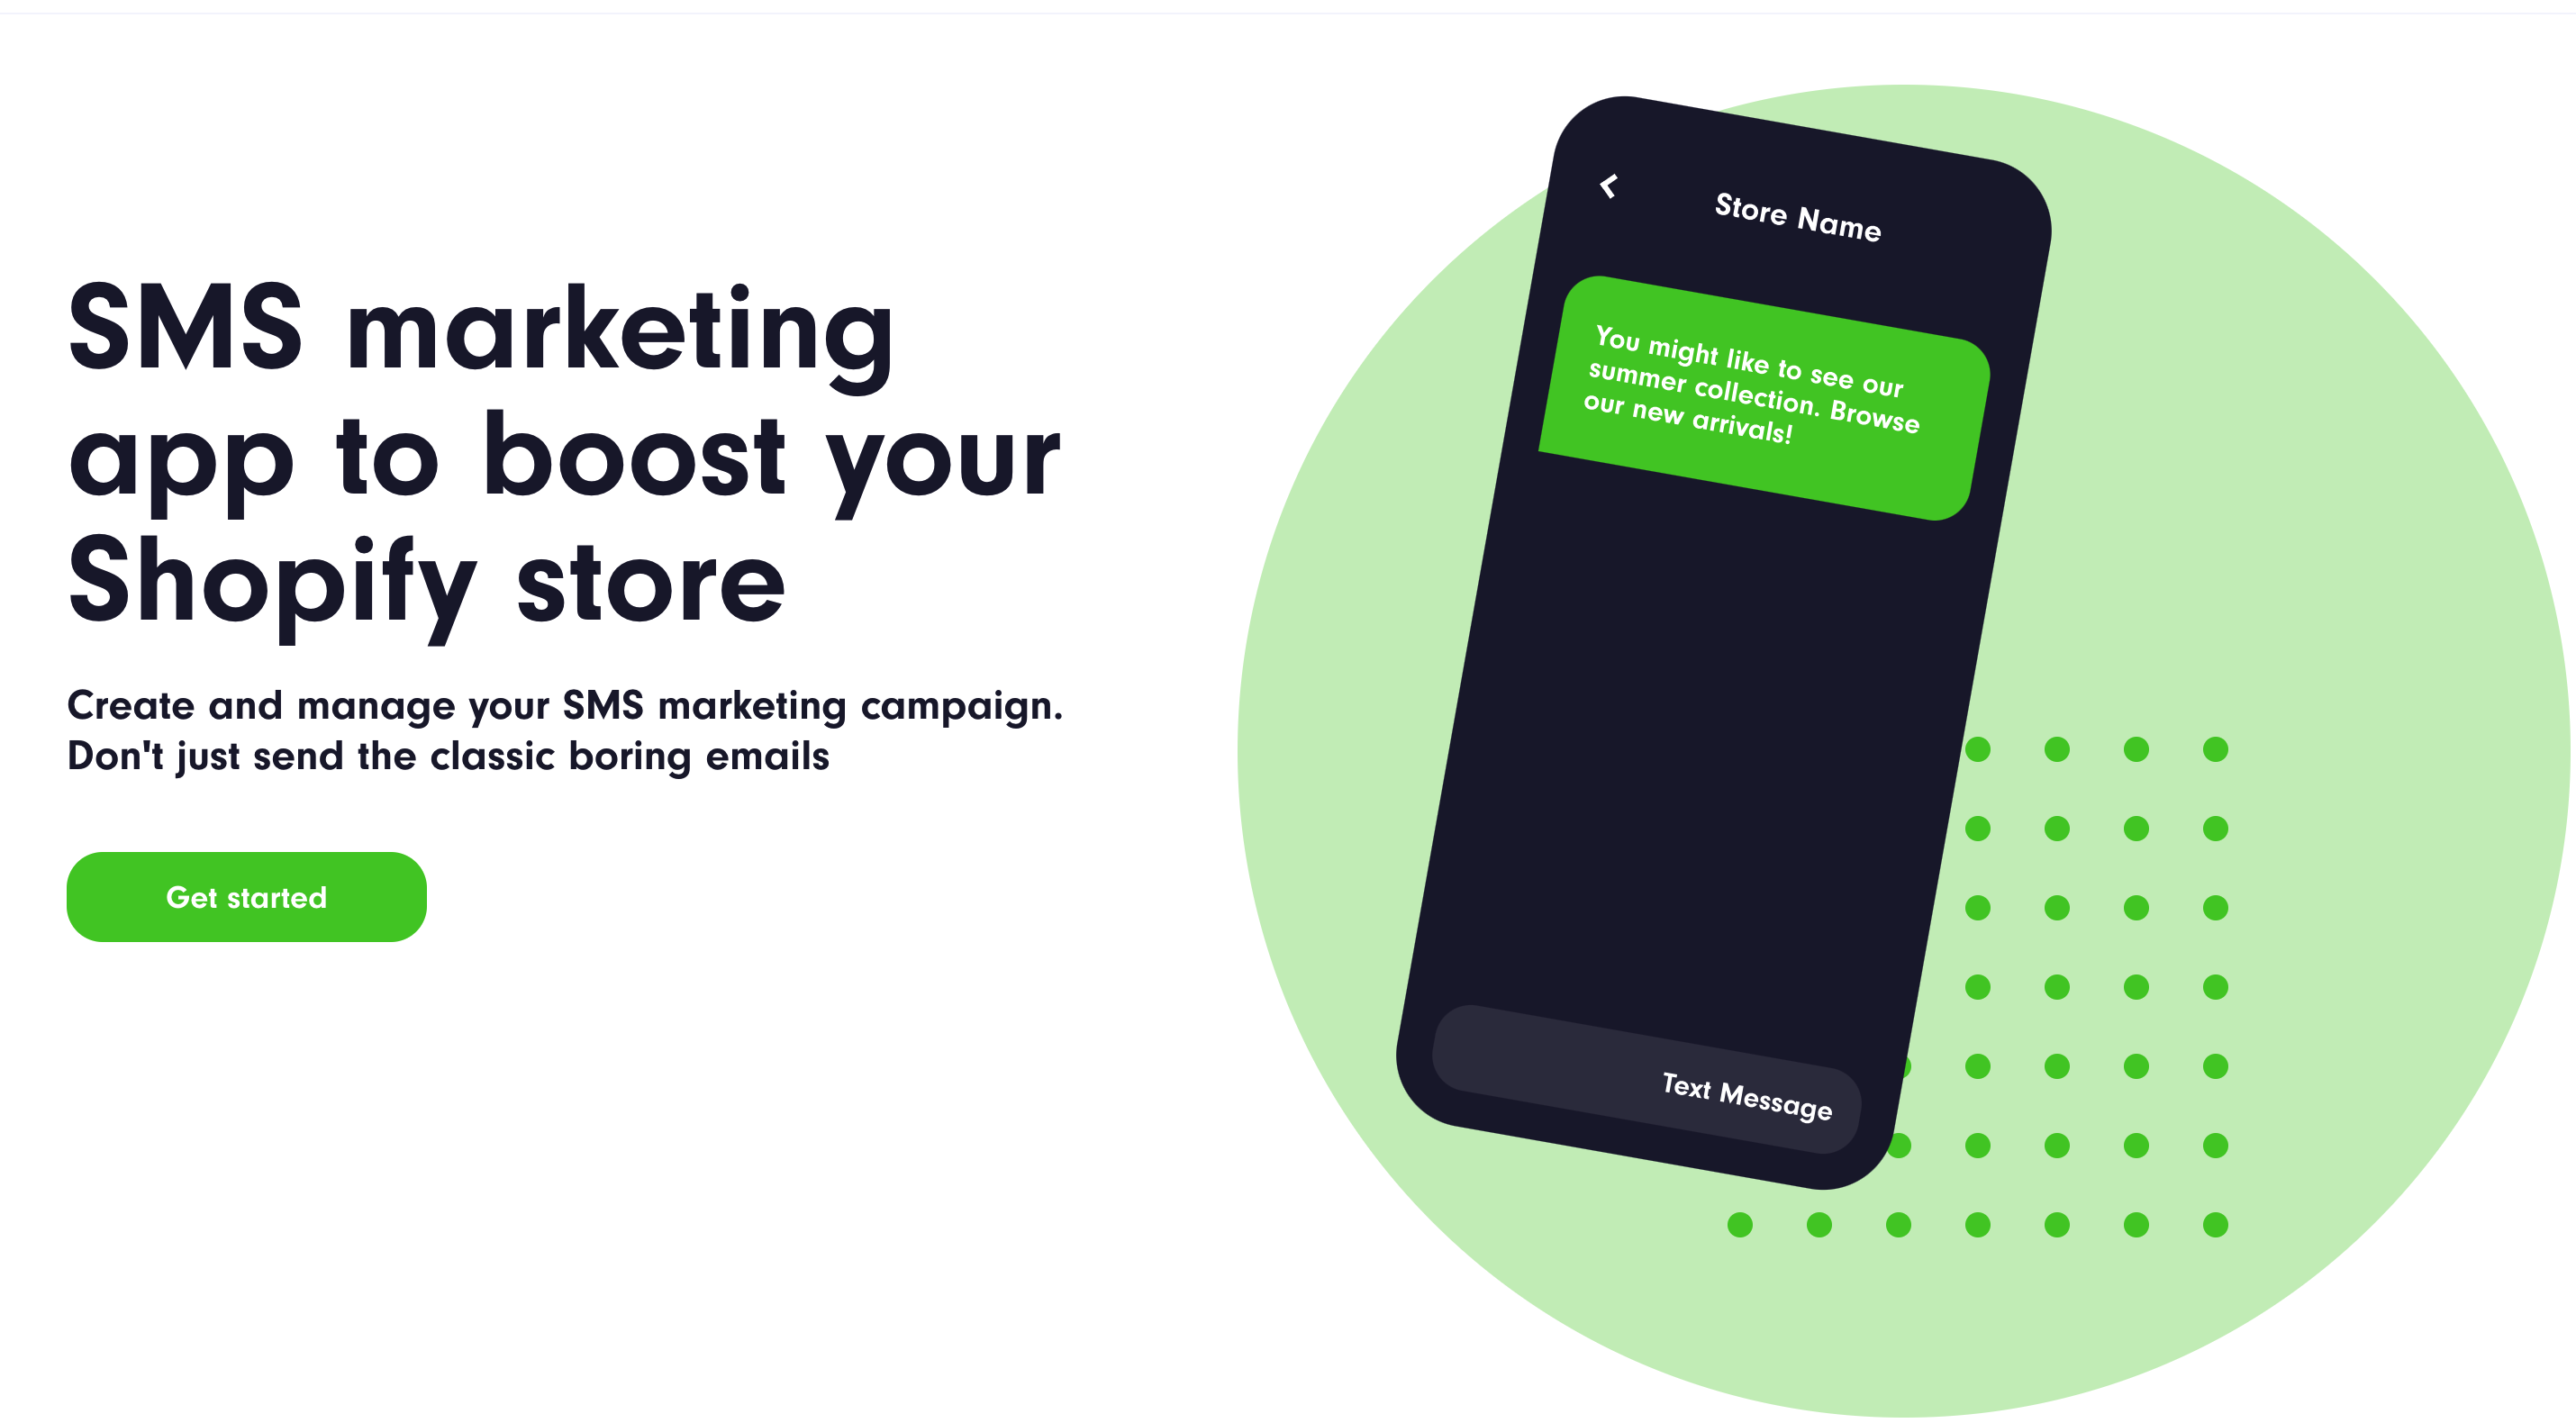 SMS marketing
app to boost your
Shopify store
Create and manage your SMS marketing campaign.
Don't just send the classic boring emails
Get started
Store Name
You might like to see our
summer collection. Browse
our new arrivals!
Text Message